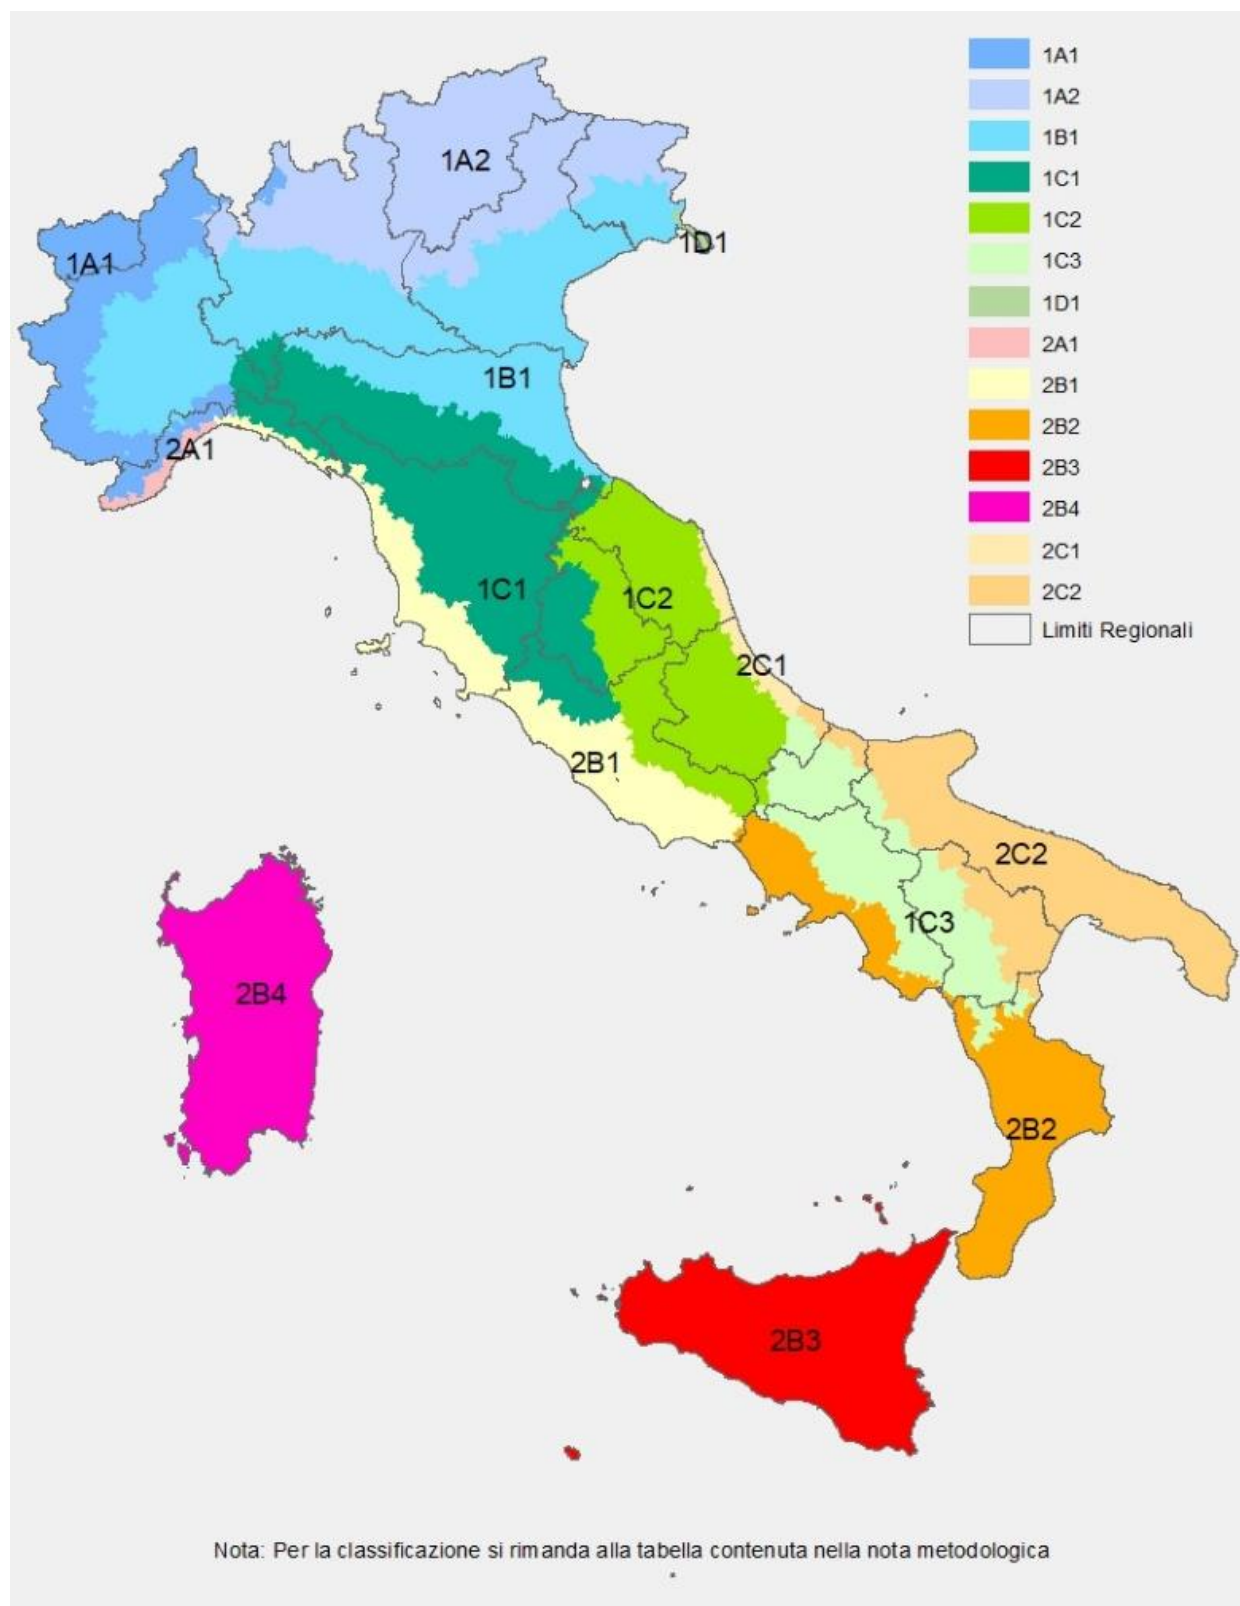 1A1
1A2
1B1
1C1
1C2
1C3
1D1
2A1
2B1
2B2
2B3
2B4
2C1
2C2
Limiti Regionali
1A2
1D1
1A1
1B1
2A1
1C1
1C2
2C1
2B1
2C2
1C3
2B4
2B2
2B3
Nota: Per la classificazione si rimanda alla tabella contenuta nella nota metodologica